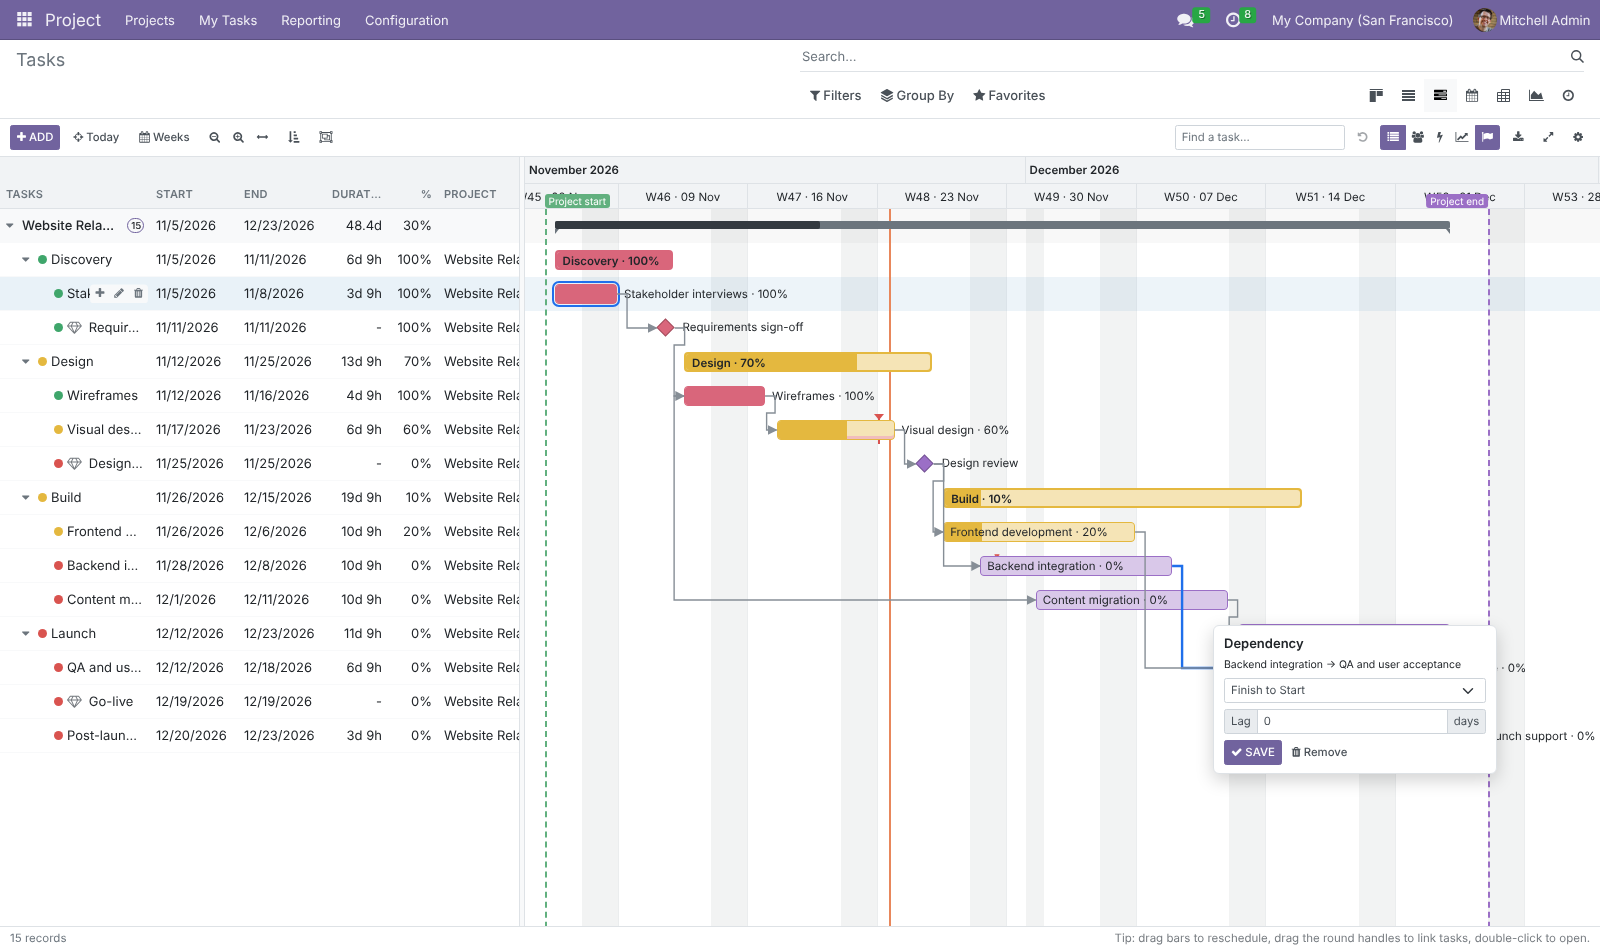 Project Projects My Tasks Reporting Configuration 5 8 My Company (San Francisco) Mitchell Admin
Tasks
Search...
Filters Group By Favorites
ADD Today Weeks Find a task...
November 2026 December 2026
TASKS START END DURAT... % PROJECT
W46 · 09 Nov W47 · 16 Nov W48 · 23 Nov W49 · 30 Nov W50 · 07 Dec W51 · 14 Dec W53 · 28
Project start Project end
Website Rela... 15 11/5/2026 12/23/2026 48.4d 30%
Discovery 11/5/2026 11/11/2026 6d 9h 100% Website Rela
Discovery · 100%
Stak 11/5/2026 11/8/2026 3d 9h 100% Website Rela
Stakeholder interviews · 100%
Requir... 11/11/2026 11/11/2026 - 100% Website Rela
Requirements sign-off
Design 11/12/2026 11/25/2026 13d 9h 70% Website Rela
Design · 70%
Wireframes 11/12/2026 11/16/2026 4d 9h 100% Website Rela
Wireframes · 100%
Visual des... 11/17/2026 11/23/2026 6d 9h 60% Website Rela
Visual design · 60%
Design... 11/25/2026 11/25/2026 - 0% Website Rela
Design review
Build 11/26/2026 12/15/2026 19d 9h 10% Website Rela
Build · 10%
Frontend ... 11/26/2026 12/6/2026 10d 9h 20% Website Rela
Frontend development · 20%
Backend i... 11/28/2026 12/8/2026 10d 9h 0% Website Rela
Backend integration · 0%
Content m... 12/1/2026 12/11/2026 10d 9h 0% Website Rela
Content migration · 0%
Launch 12/12/2026 12/23/2026 11d 9h 0% Website Rela
QA and us... 12/12/2026 12/18/2026 6d 9h 0% Website Rela
· 0%
Go-live 12/19/2026 12/19/2026 - 0% Website Rela
Post-laun... 12/20/2026 12/23/2026 3d 9h 0% Website Rela
unch support · 0%
Dependency
Backend integration → QA and user acceptance
Finish to Start
Lag 0 days
SAVE Remove
15 records
Tip: drag bars to reschedule, drag the round handles to link tasks, double-click to open.